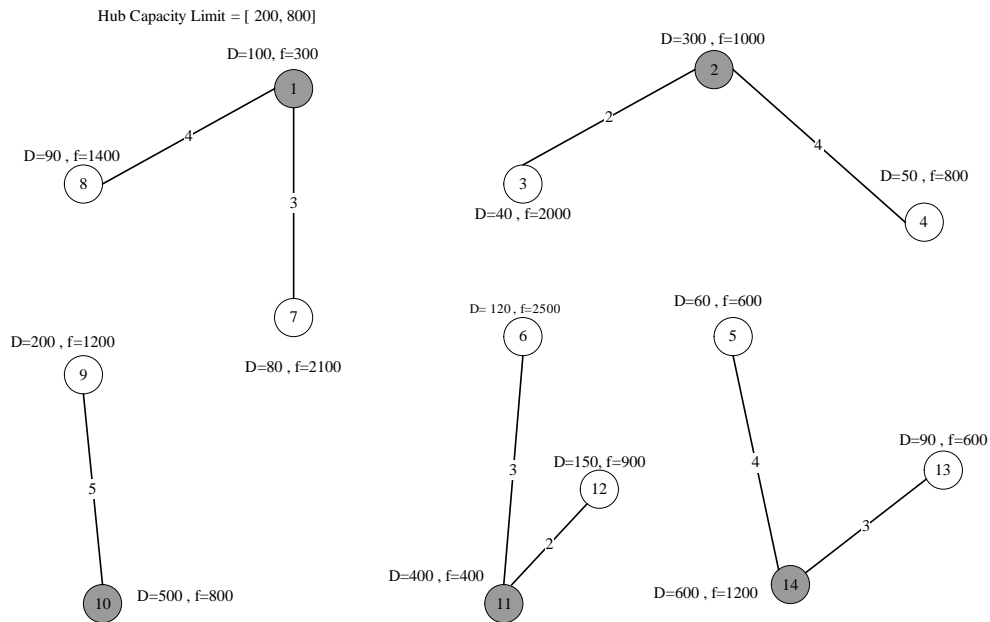 Hub Capacity Limit = [ 200, 800]
D=100, f=300
1
D=300 , f=1000
2
4
2
4
D=90 , f=1400
8
3
D=40 , f=2000
D=50 , f=800
4
3
7
D=80 , f=2100
D=200 , f=1200
9
D= 120 , f=2500
6
D=60 , f=600
5
5
3
D=150, f=900
12
4
D=90 , f=600
13
2
3
10
D=500 , f=800
D=400 , f=400
11
14
D=600 , f=1200